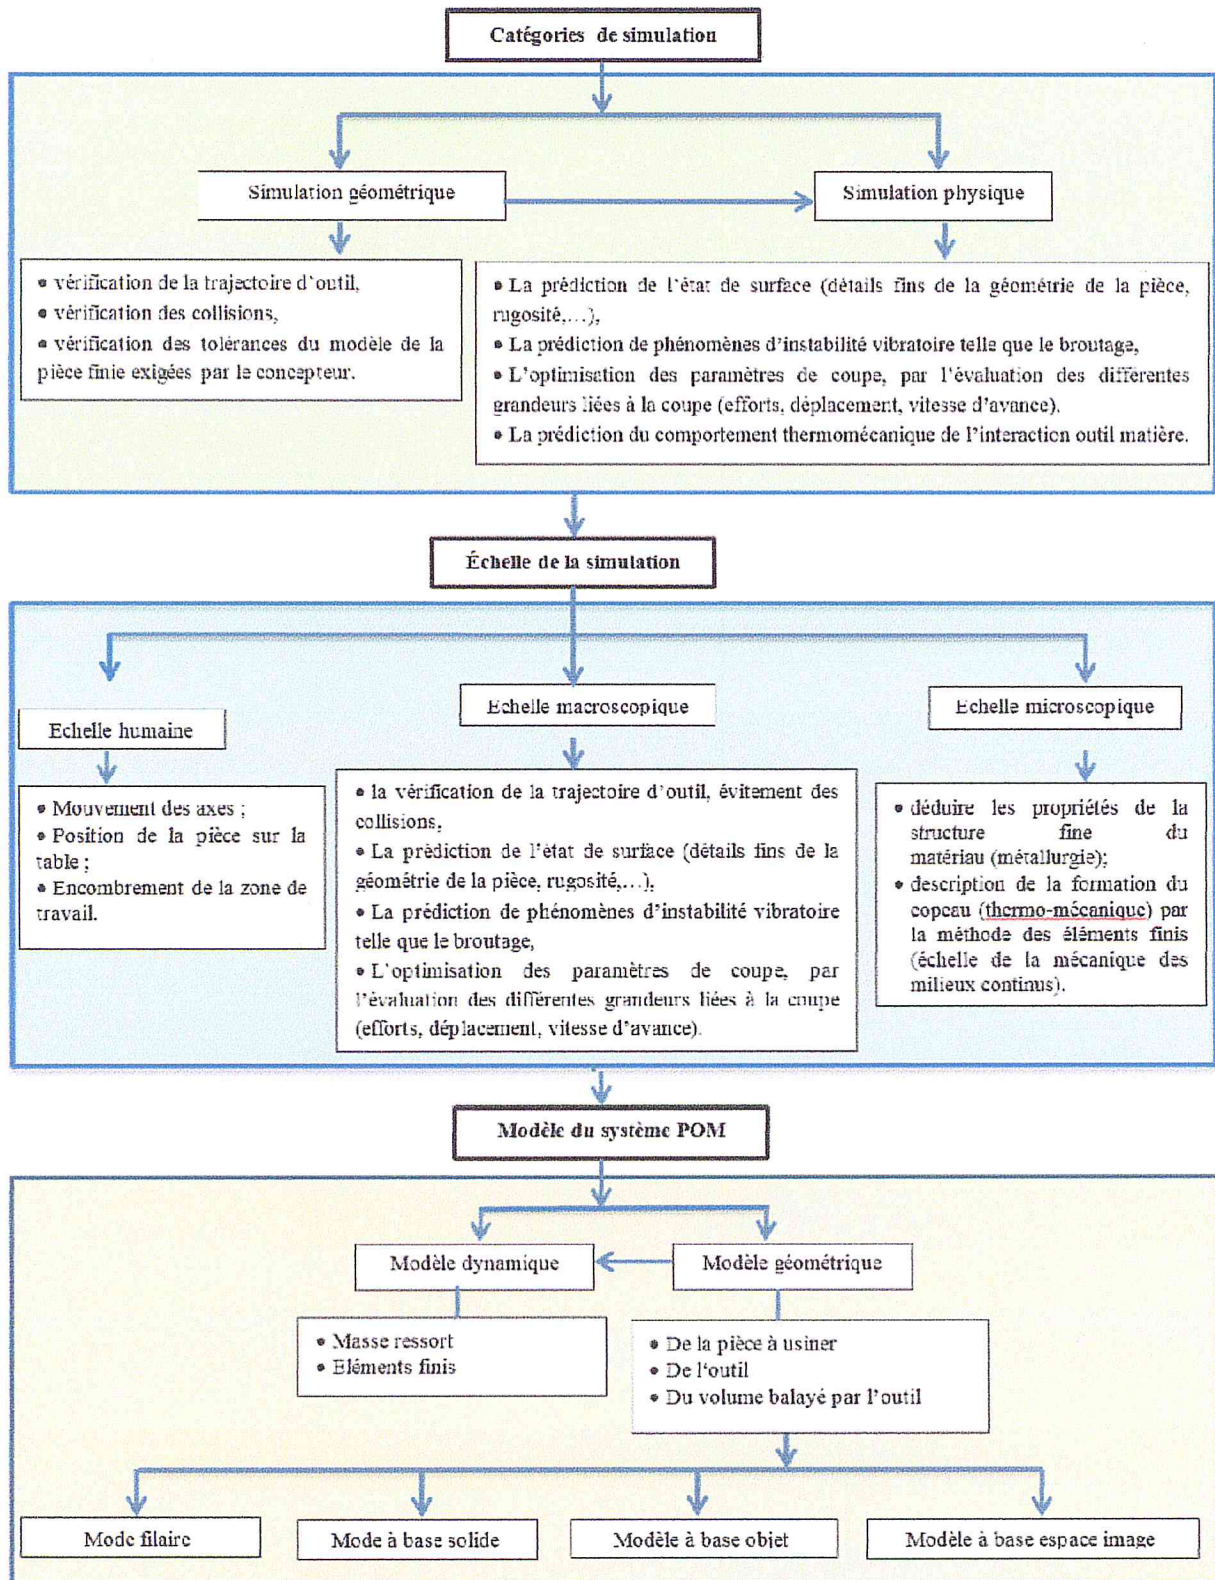 Catégories de simulation
Simulation géométrique
Simulation physique
• vérification de la trajectoire d'outil,
• vérification des collisions,
• vérification des tolérances du modèle de la
pièce finie exigées par le concepteur.
• La prédiction de l'état de surface (détails fins de la géométrie de la pièce,
rugosité,…),
• La prédiction de phénomènes d'instabilité vibratoire telle que le broutage,
• L'optimisation des paramètres de coupe, par l'évaluation des différentes
grandeurs liées à la coupe (efforts, déplacement, vitesse d'avance).
• La prédiction du comportement thermomécanique de l'interaction outil matière.
Échelle de la simulation
Echelle humaine
Echelle macroscopique
Echelle microscopique
• Mouvement des axes ;
• Position de la pièce sur la
table ;
• Encombrement de la zone de
travail.
• la vérification de la trajectoire d'outil, évitement des
collisions,
• La prédiction de l'état de surface (détails fins de la
géométrie de la pièce, rugosité,…),
• La prédiction de phénomènes d'instabilité vibratoire
telle que le broutage,
• L'optimisation des paramètres de coupe, par
l'évaluation des différentes grandeurs liées à la coupe
(efforts, déplacement, vitesse d'avance).
• déduire les propriétés de la
structure fine du
matériau (métallurgie);
• description de la formation du
copeau (thermo-mécanique) par
la méthode des éléments finis
(échelle de la mécanique des
milieux continus).
Modèle du système POM
Modèle dynamique
Modèle géométrique
• Masse ressort
• Eléments finis
• De la pièce à usiner
• De l'outil
• Du volume balayé par l'outil
Mode filaire
Mode à base solide
Modèle à base objet
Modèle à base espace image